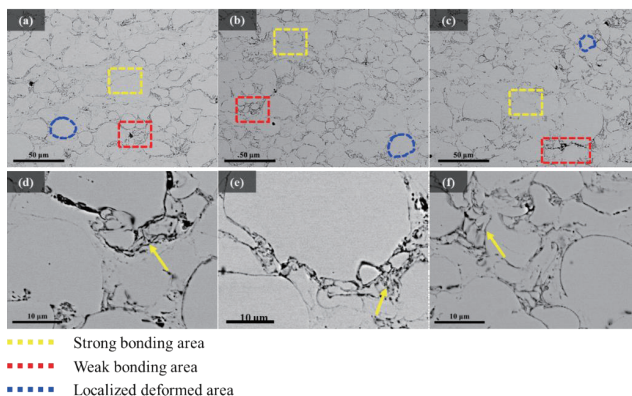 (a)
(b)
(c)
50 μm
50 μm
50 μm
(d)
(e)
(f)
10 μm
10 μm
10 μm
Strong bonding area
Weak bonding area
Localized deformed area